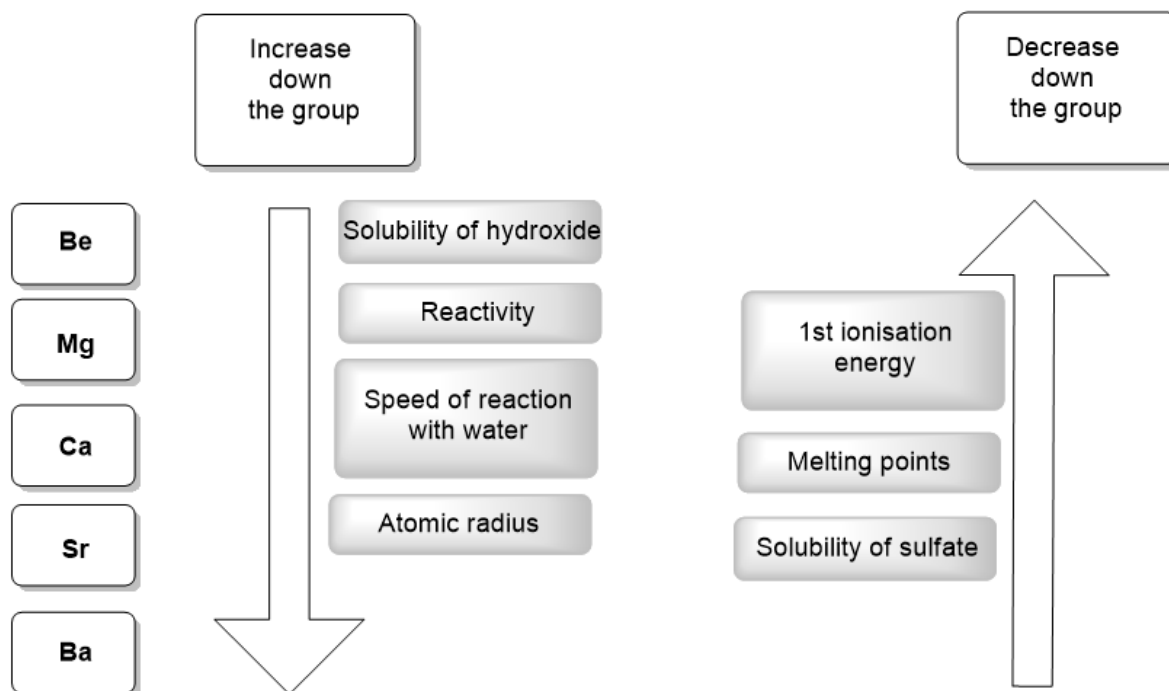 Increase
down
the group
Decrease
down
the group
Be
Mg
Ca
Sr
Ba
Solubility of hydroxide
Reactivity
Speed of reaction
with water
Atomic radius
1st ionisation
energy
Melting points
Solubility of sulfate